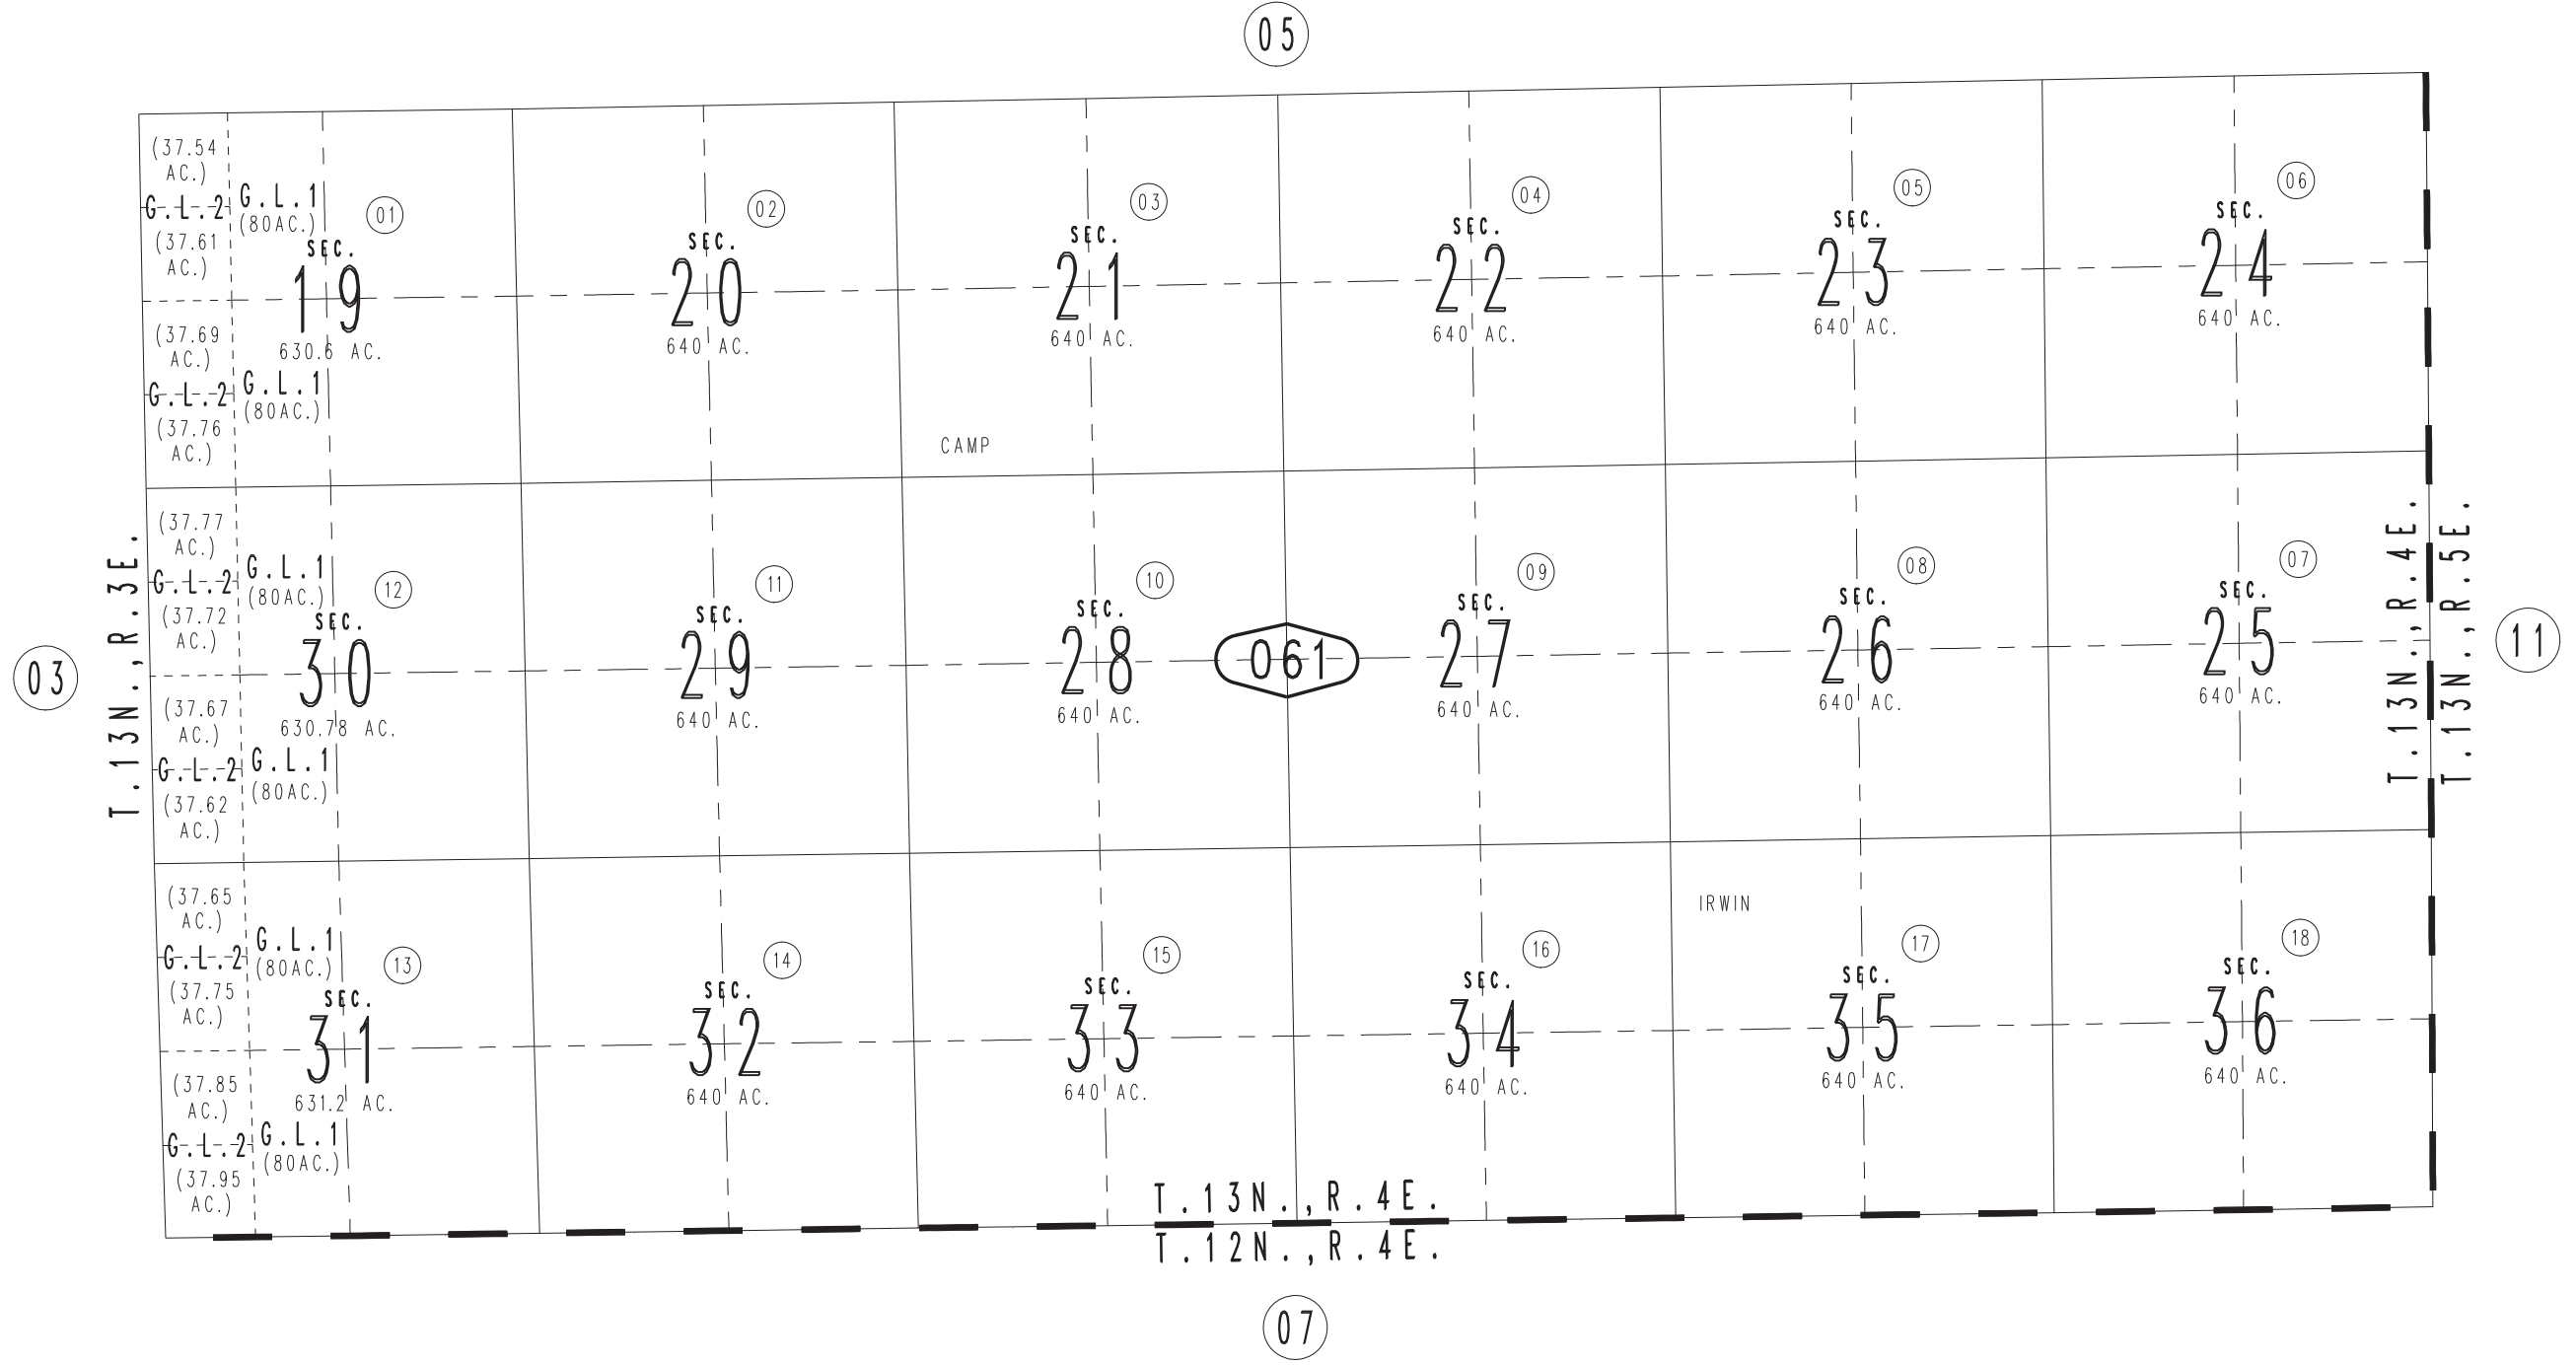 05
(37.54
AC.)
G.L.2
(37.61
AC.)
G.L.1
(80AC.)
01
SEC.
19
630.6 AC.
(37.69
AC.)
G.L.2
(37.76
AC.)
G.L.1
(80AC.)
02
SEC.
20
640 AC.
03
SEC.
21
640 AC.
CAMP
04
SEC.
22
640 AC.
05
SEC.
23
640 AC.
06
SEC.
24
640 AC.
03
T.13N.,R.3E.
(37.77
AC.)
G.L.2
(37.72
AC.)
G.L.1
(80AC.)
12
SEC.
30
630.78 AC.
(37.67
AC.)
G.L.2
(37.62
AC.)
G.L.1
(80AC.)
11
SEC.
29
640 AC.
10
SEC.
28
640 AC.
061
09
SEC.
27
640 AC.
08
SEC.
26
640 AC.
07
SEC.
25
640 AC.
T.13N.,R.4E.
T.13N.,R.5E.
11
(37.65
AC.)
G.L.2
(37.75
AC.)
G.L.1
(80AC.)
13
SEC.
31
631.2 AC.
(37.85
AC.)
G.L.2
(37.95
AC.)
G.L.1
(80AC.)
14
SEC.
32
640 AC.
15
SEC.
33
640 AC.
16
SEC.
34
640 AC.
IRWIN
17
SEC.
35
640 AC.
18
SEC.
36
640 AC.
T.13N.,R.4E.
T.12N.,R.4E.
07